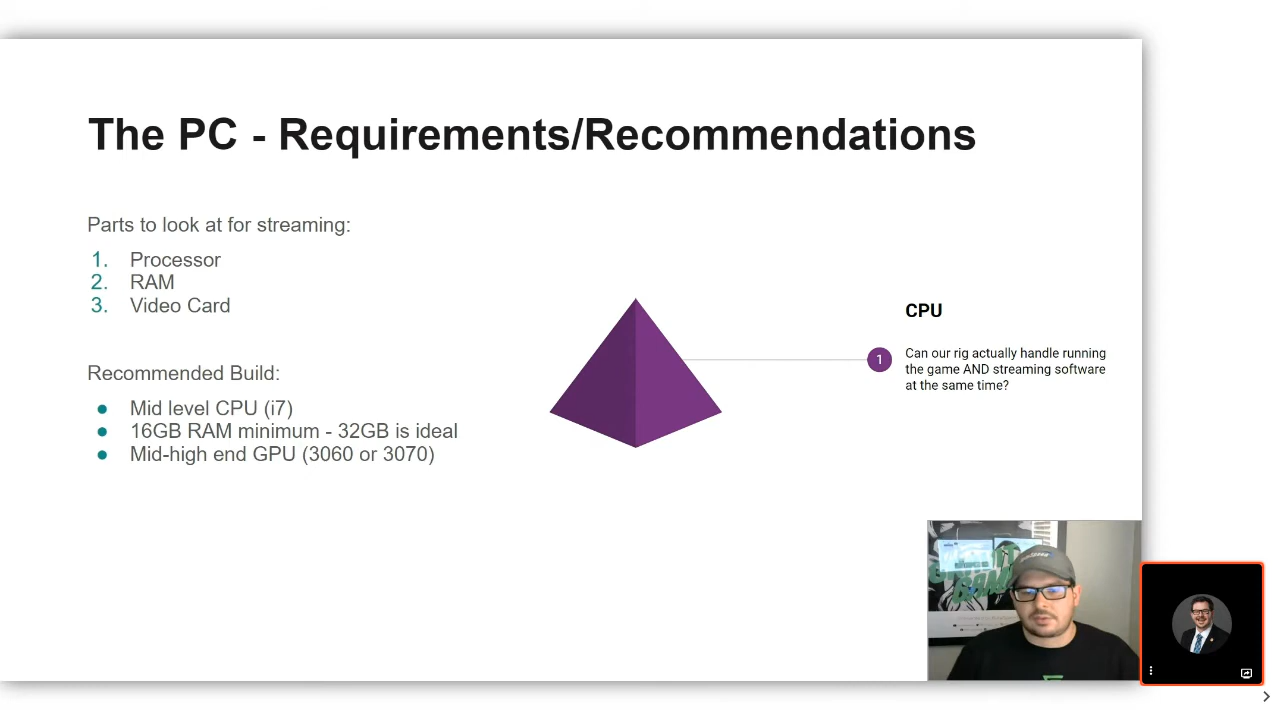 The PC - Requirements/Recommendations
Parts to look at for streaming:
1. Processor
2. RAM
3. Video Card
Recommended Build:
● Mid level CPU (i7)
● 16GB RAM minimum - 32GB is ideal
● Mid-high end GPU (3060 or 3070)
CPU
1
Can our rig actually handle running
the game AND streaming software
at the same time?